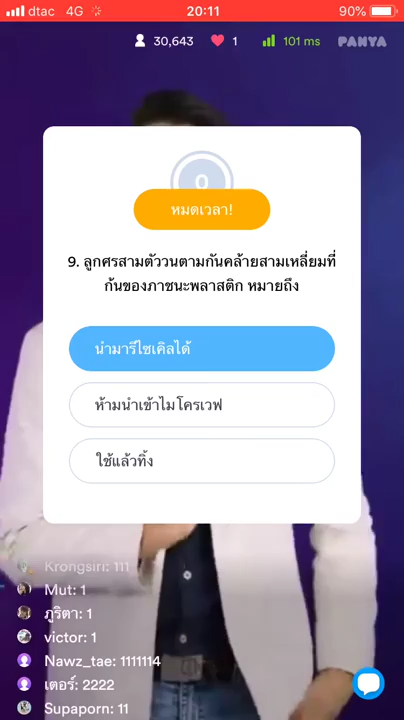 dtac 4G 20:11 90%
30,643 1 101 ms PANYA
0
หมดเวลา!
9. ลูกศรสามตัววนตามกันคล้ายสามเหลี่ยมที่
ก้นของภาชนะพลาสติก หมายถึง
นำมารีไซเคิลได้
ห้ามนำเข้าไมโครเวฟ
ใช้แล้วทิ้ง
Krongsiri: 111
Mut: 1
ภูริตา: 1
victor: 1
Nawz_tae: 1111114
เตอร์: 2222
Supaporn: 11